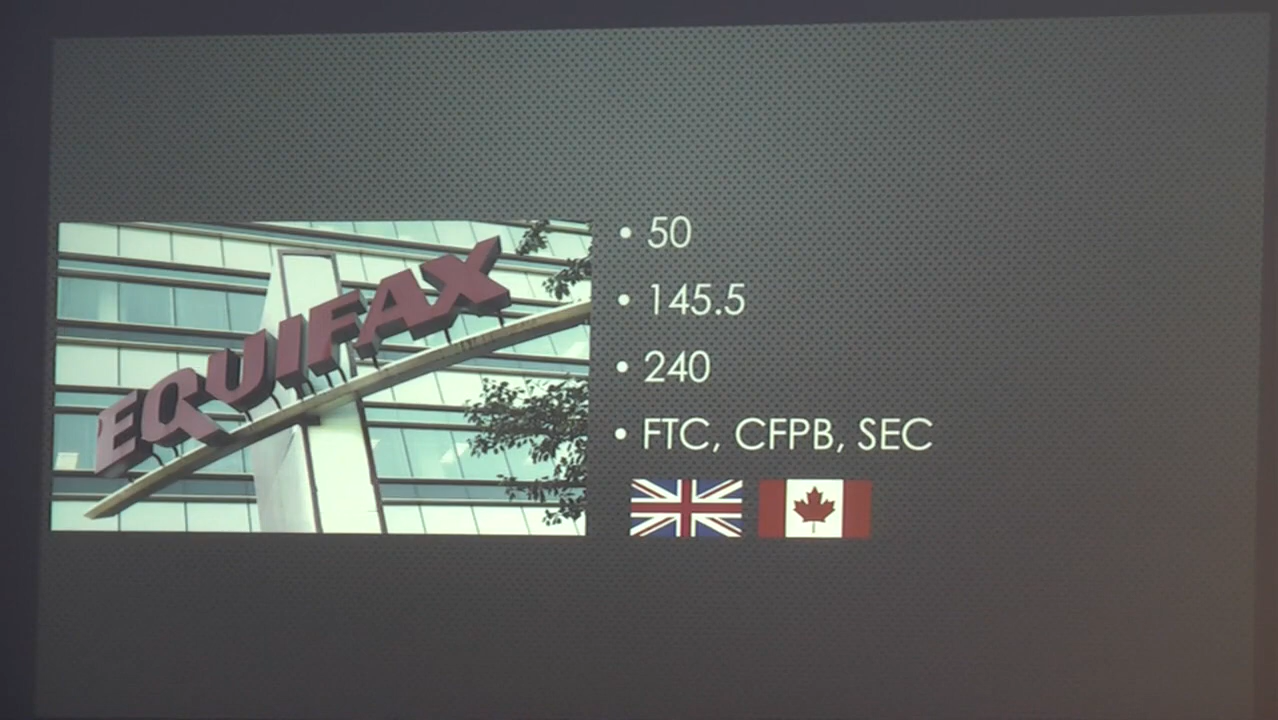 EQUIFAX
• 50
• 145.5
• 240
• FTC, CFPB, SEC